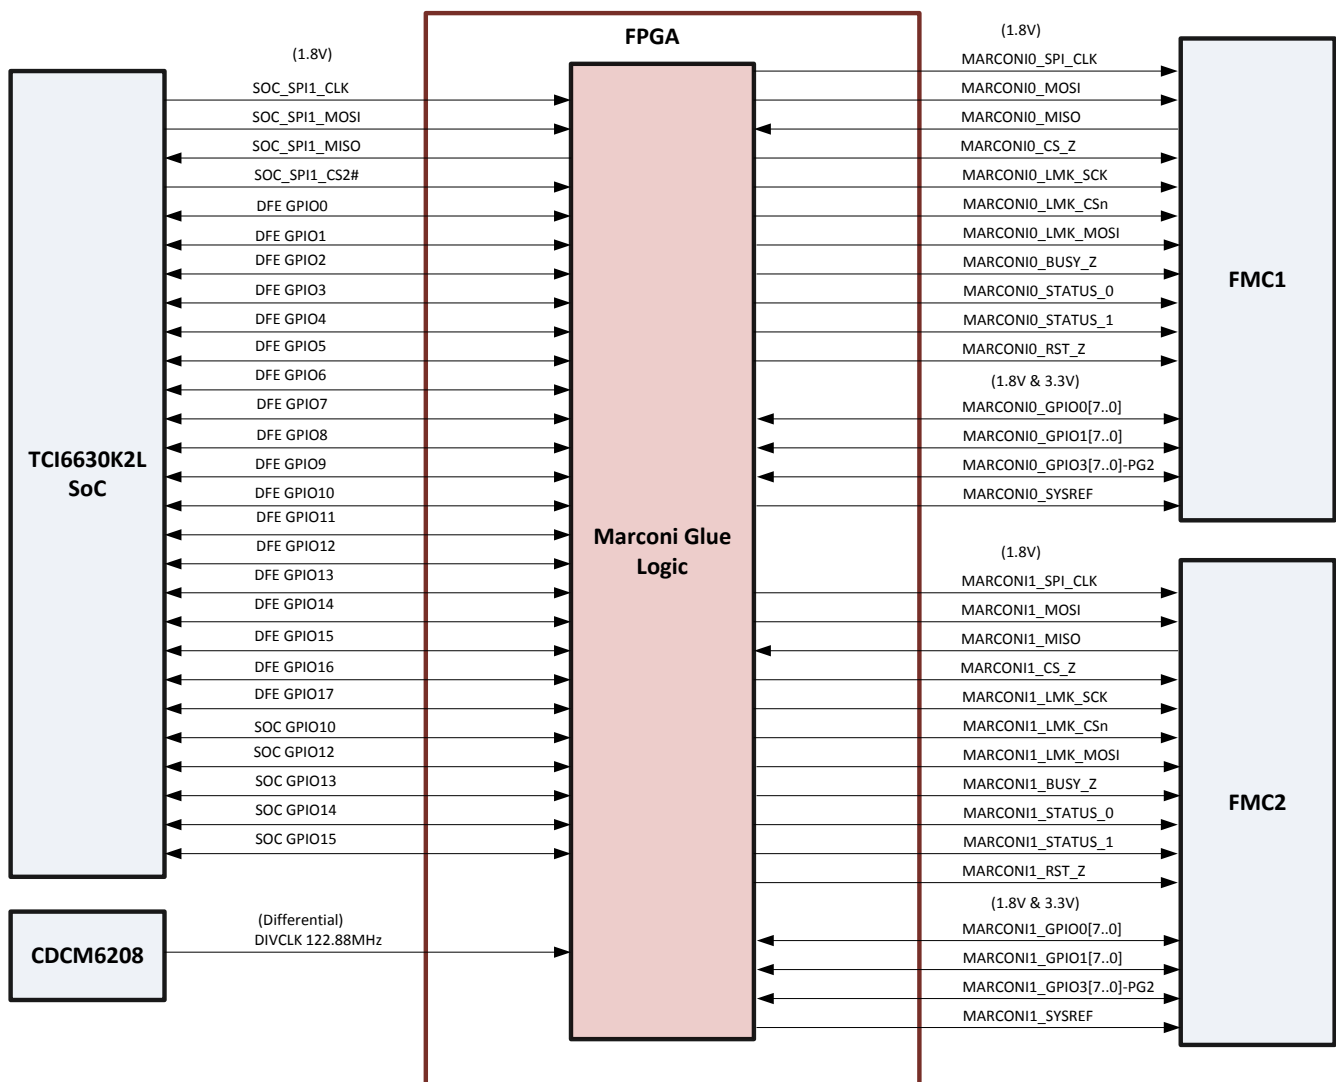 FPGA
(1.8V)
TCI6630K2L
SoC
SOC_SPI1_CLK
SOC_SPI1_MOSI
SOC_SPI1_MISO
SOC_SPI1_CS2#
DFE GPIO0
DFE GPIO1
DFE GPIO2
DFE GPIO3
DFE GPIO4
DFE GPIO5
DFE GPIO6
DFE GPIO7
DFE GPIO8
DFE GPIO9
DFE GPIO10
DFE GPIO11
DFE GPIO12
DFE GPIO13
DFE GPIO14
DFE GPIO15
DFE GPIO16
DFE GPIO17
SOC GPIO10
SOC GPIO12
SOC GPIO13
SOC GPIO14
SOC GPIO15
CDCM6208
(Differential)
DIVCLK 122.88MHz
Marconi Glue
Logic
(1.8V)
MARCONI0_SPI_CLK
MARCONI0_MOSI
MARCONI0_MISO
MARCONI0_CS_Z
MARCONI0_LMK_SCK
MARCONI0_LMK_CSn
MARCONI0_LMK_MOSI
MARCONI0_BUSY_Z
MARCONI0_STATUS_0
MARCONI0_STATUS_1
MARCONI0_RST_Z
(1.8V & 3.3V)
MARCONI0_GPIO0[7..0]
MARCONI0_GPIO1[7..0]
MARCONI0_GPIO3[7..0]-PG2
MARCONI0_SYSREF
FMC1
(1.8V)
MARCONI1_SPI_CLK
MARCONI1_MOSI
MARCONI1_MISO
MARCONI1_CS_Z
MARCONI1_LMK_SCK
MARCONI1_LMK_CSn
MARCONI1_LMK_MOSI
MARCONI1_BUSY_Z
MARCONI1_STATUS_0
MARCONI1_STATUS_1
MARCONI1_RST_Z
(1.8V & 3.3V)
MARCONI1_GPIO0[7..0]
MARCONI1_GPIO1[7..0]
MARCONI1_GPIO3[7..0]-PG2
MARCONI1_SYSREF
FMC2